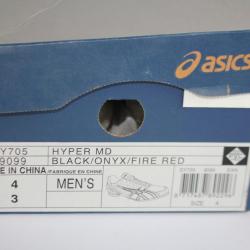 asics
Y705 HYPER MD
9099 BLACK/ONYX/FIRE RED
E IN CHINA /FABRIQUE EN CHINE
4 MEN'S
3